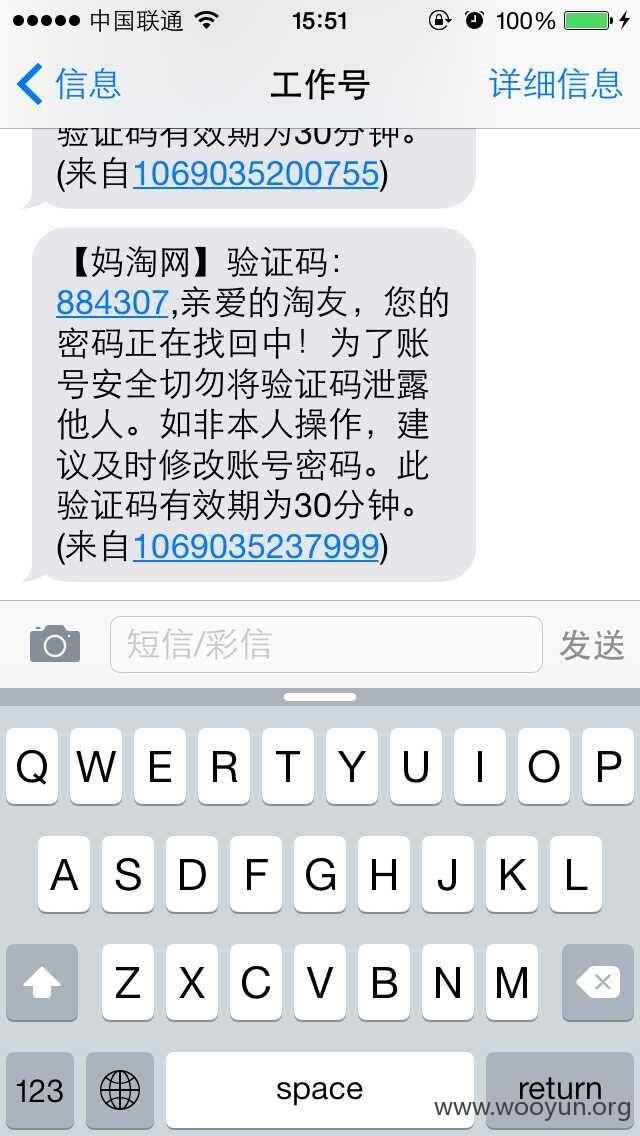 中国联通 15:51 100%
信息 工作号 详细信息
验证码有效期为30分钟。
(来自1069035200755)
【妈淘网】验证码：
884307,亲爱的淘友，您的
密码正在找回中！为了账
号安全切勿将验证码泄露
他人。如非本人操作，建
议及时修改账号密码。此
验证码有效期为30分钟。
(来自1069035237999)
短信/彩信 发送
Q W E R T Y U I O P
A S D F G H J K L
Z X C V B N M
123 space return
www.wooyun.org